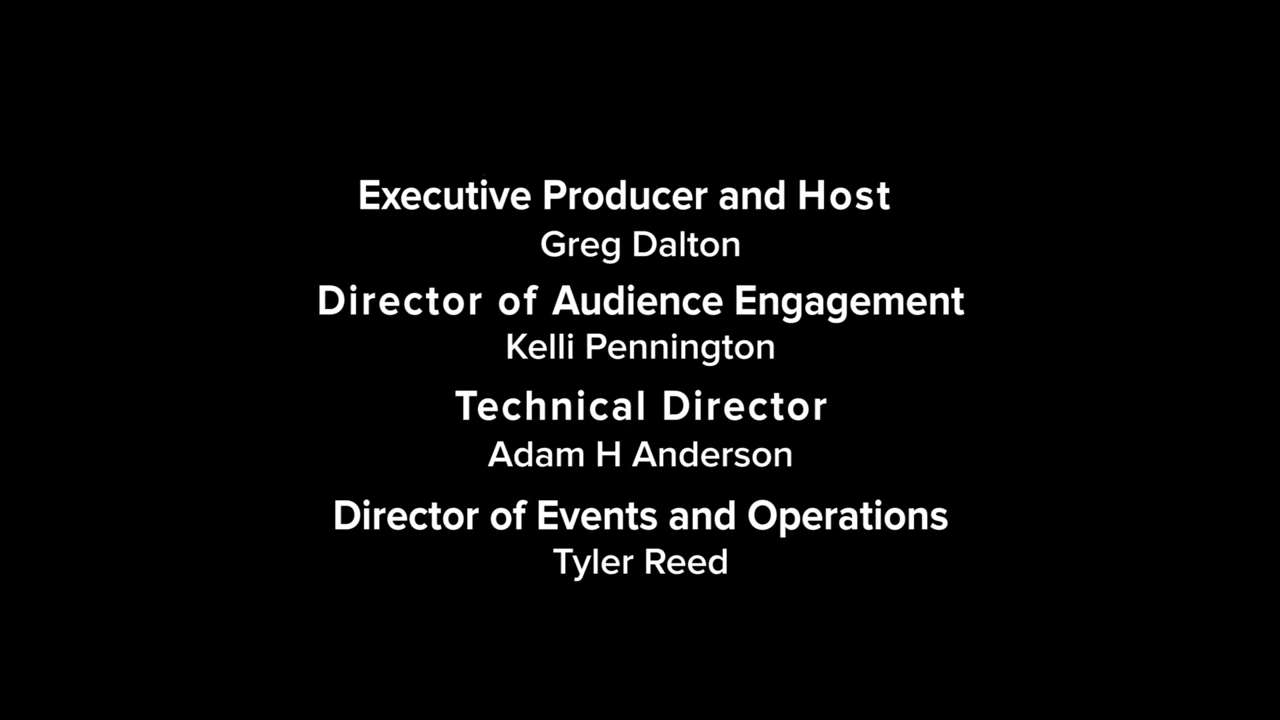 Executive Producer and Host
Greg Dalton
Director of Audience Engagement
Kelli Pennington
Technical Director
Adam H Anderson
Director of Events and Operations
Tyler Reed